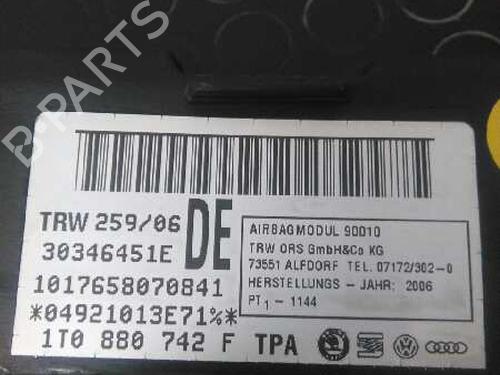 B-PARTS
TRW 259/06 DE
30346451E
1017658070841
*04921013E71%*
1T0 880 742 F TPA
AIRBAGMODUL 90010
TRW ORS GmbH&Co KG
73551 ALFDORF TEL. 07172/302-0
HERSTELLUNGS - JAHR: 2006
PT1 - 1144